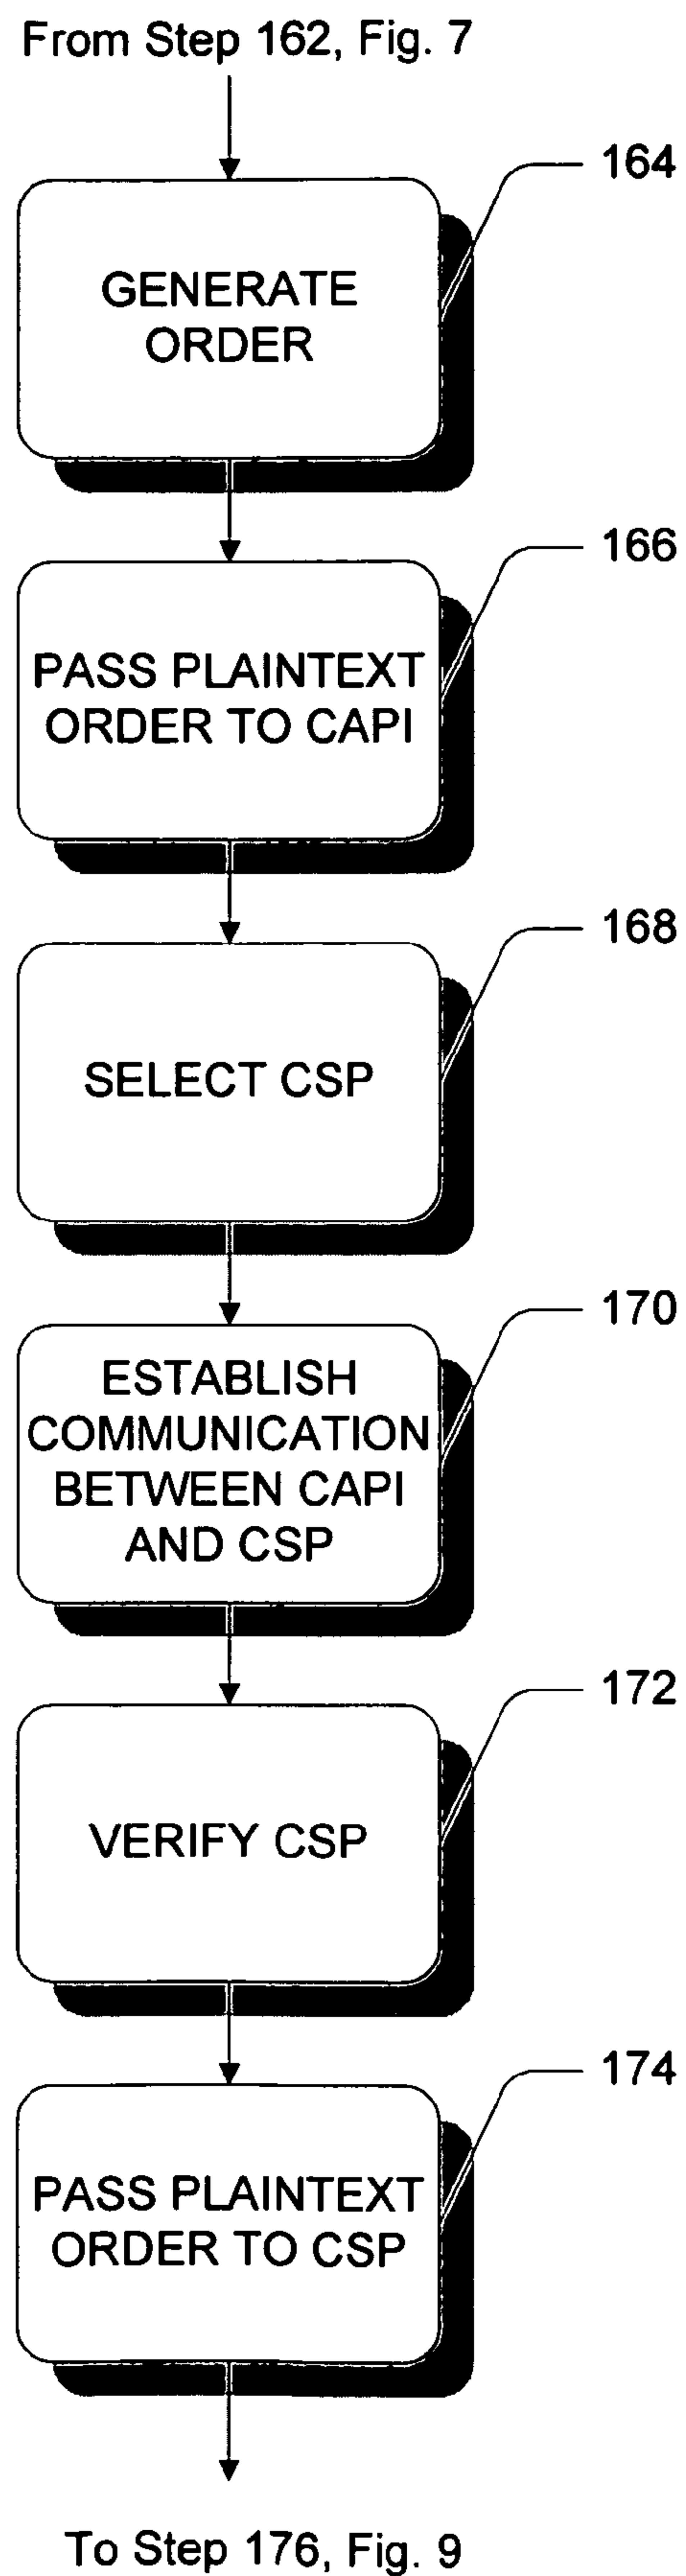 From Step 162, Fig. 7
164
GENERATE
ORDER
166
PASS PLAINTEXT
ORDER TO CAPI
168
SELECT CSP
170
ESTABLISH
COMMUNICATION
BETWEEN CAPI
AND CSP
172
VERIFY CSP
174
PASS PLAINTEXT
ORDER TO CSP
To Step 176, Fig. 9